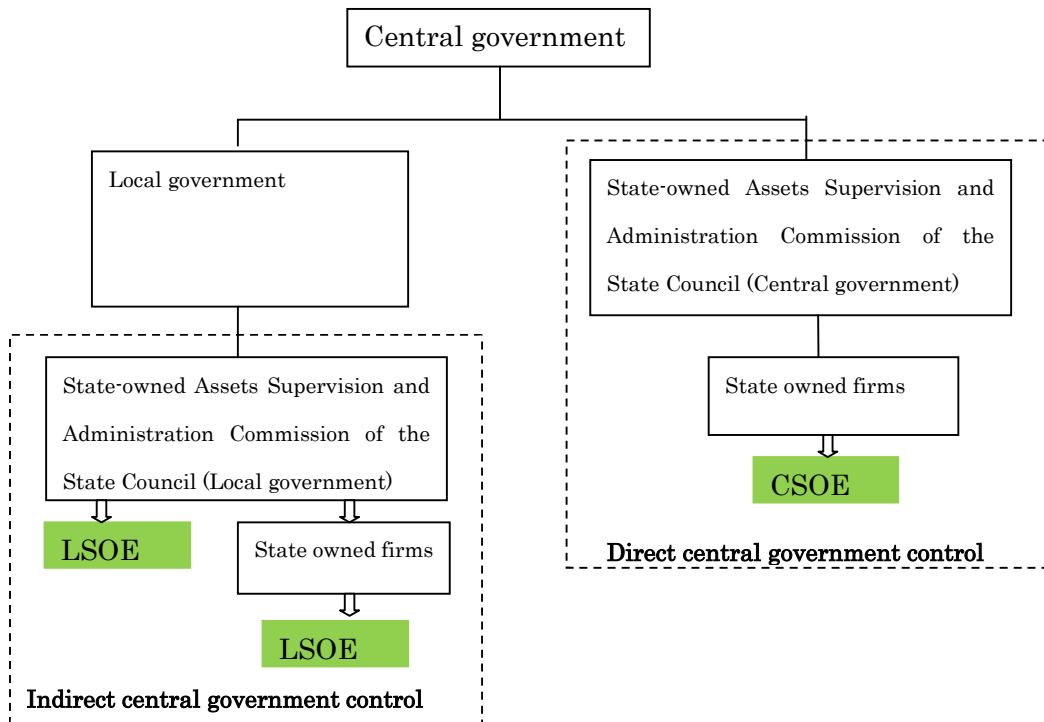 Central government
Local government
State-owned Assets Supervision and
Administration Commission of the
State Council (Central government)
State owned firms
CSOE
Direct central government control
State-owned Assets Supervision and
Administration Commission of the
State Council (Local government)
LSOE
State owned firms
LSOE
Indirect central government control